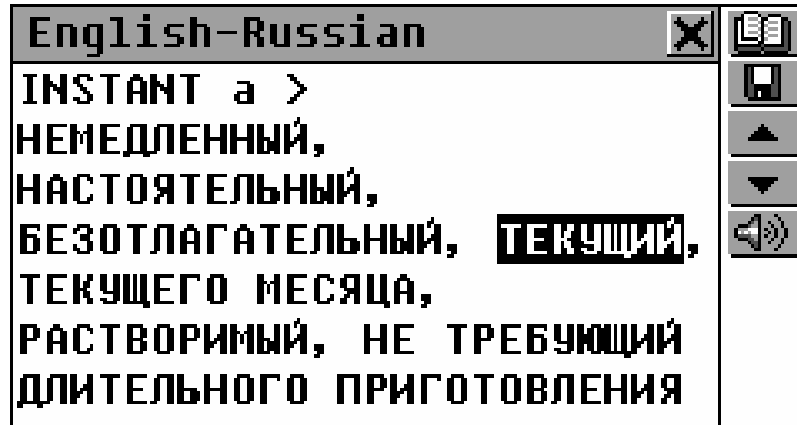 English-Russian
INSTANT a >
НЕМЕДЛЕННЫЙ,
НАСТОЯТЕЛЬНЫЙ,
БЕЗОТЛАГАТЕЛЬНЫЙ, ТЕКУЩИЙ,
ТЕКУЩЕГО МЕСЯЦА,
РАСТВОРИМЫЙ, НЕ ТРЕБУЮЩИЙ
ДЛИТЕЛЬНОГО ПРИГОТОВЛЕНИЯ